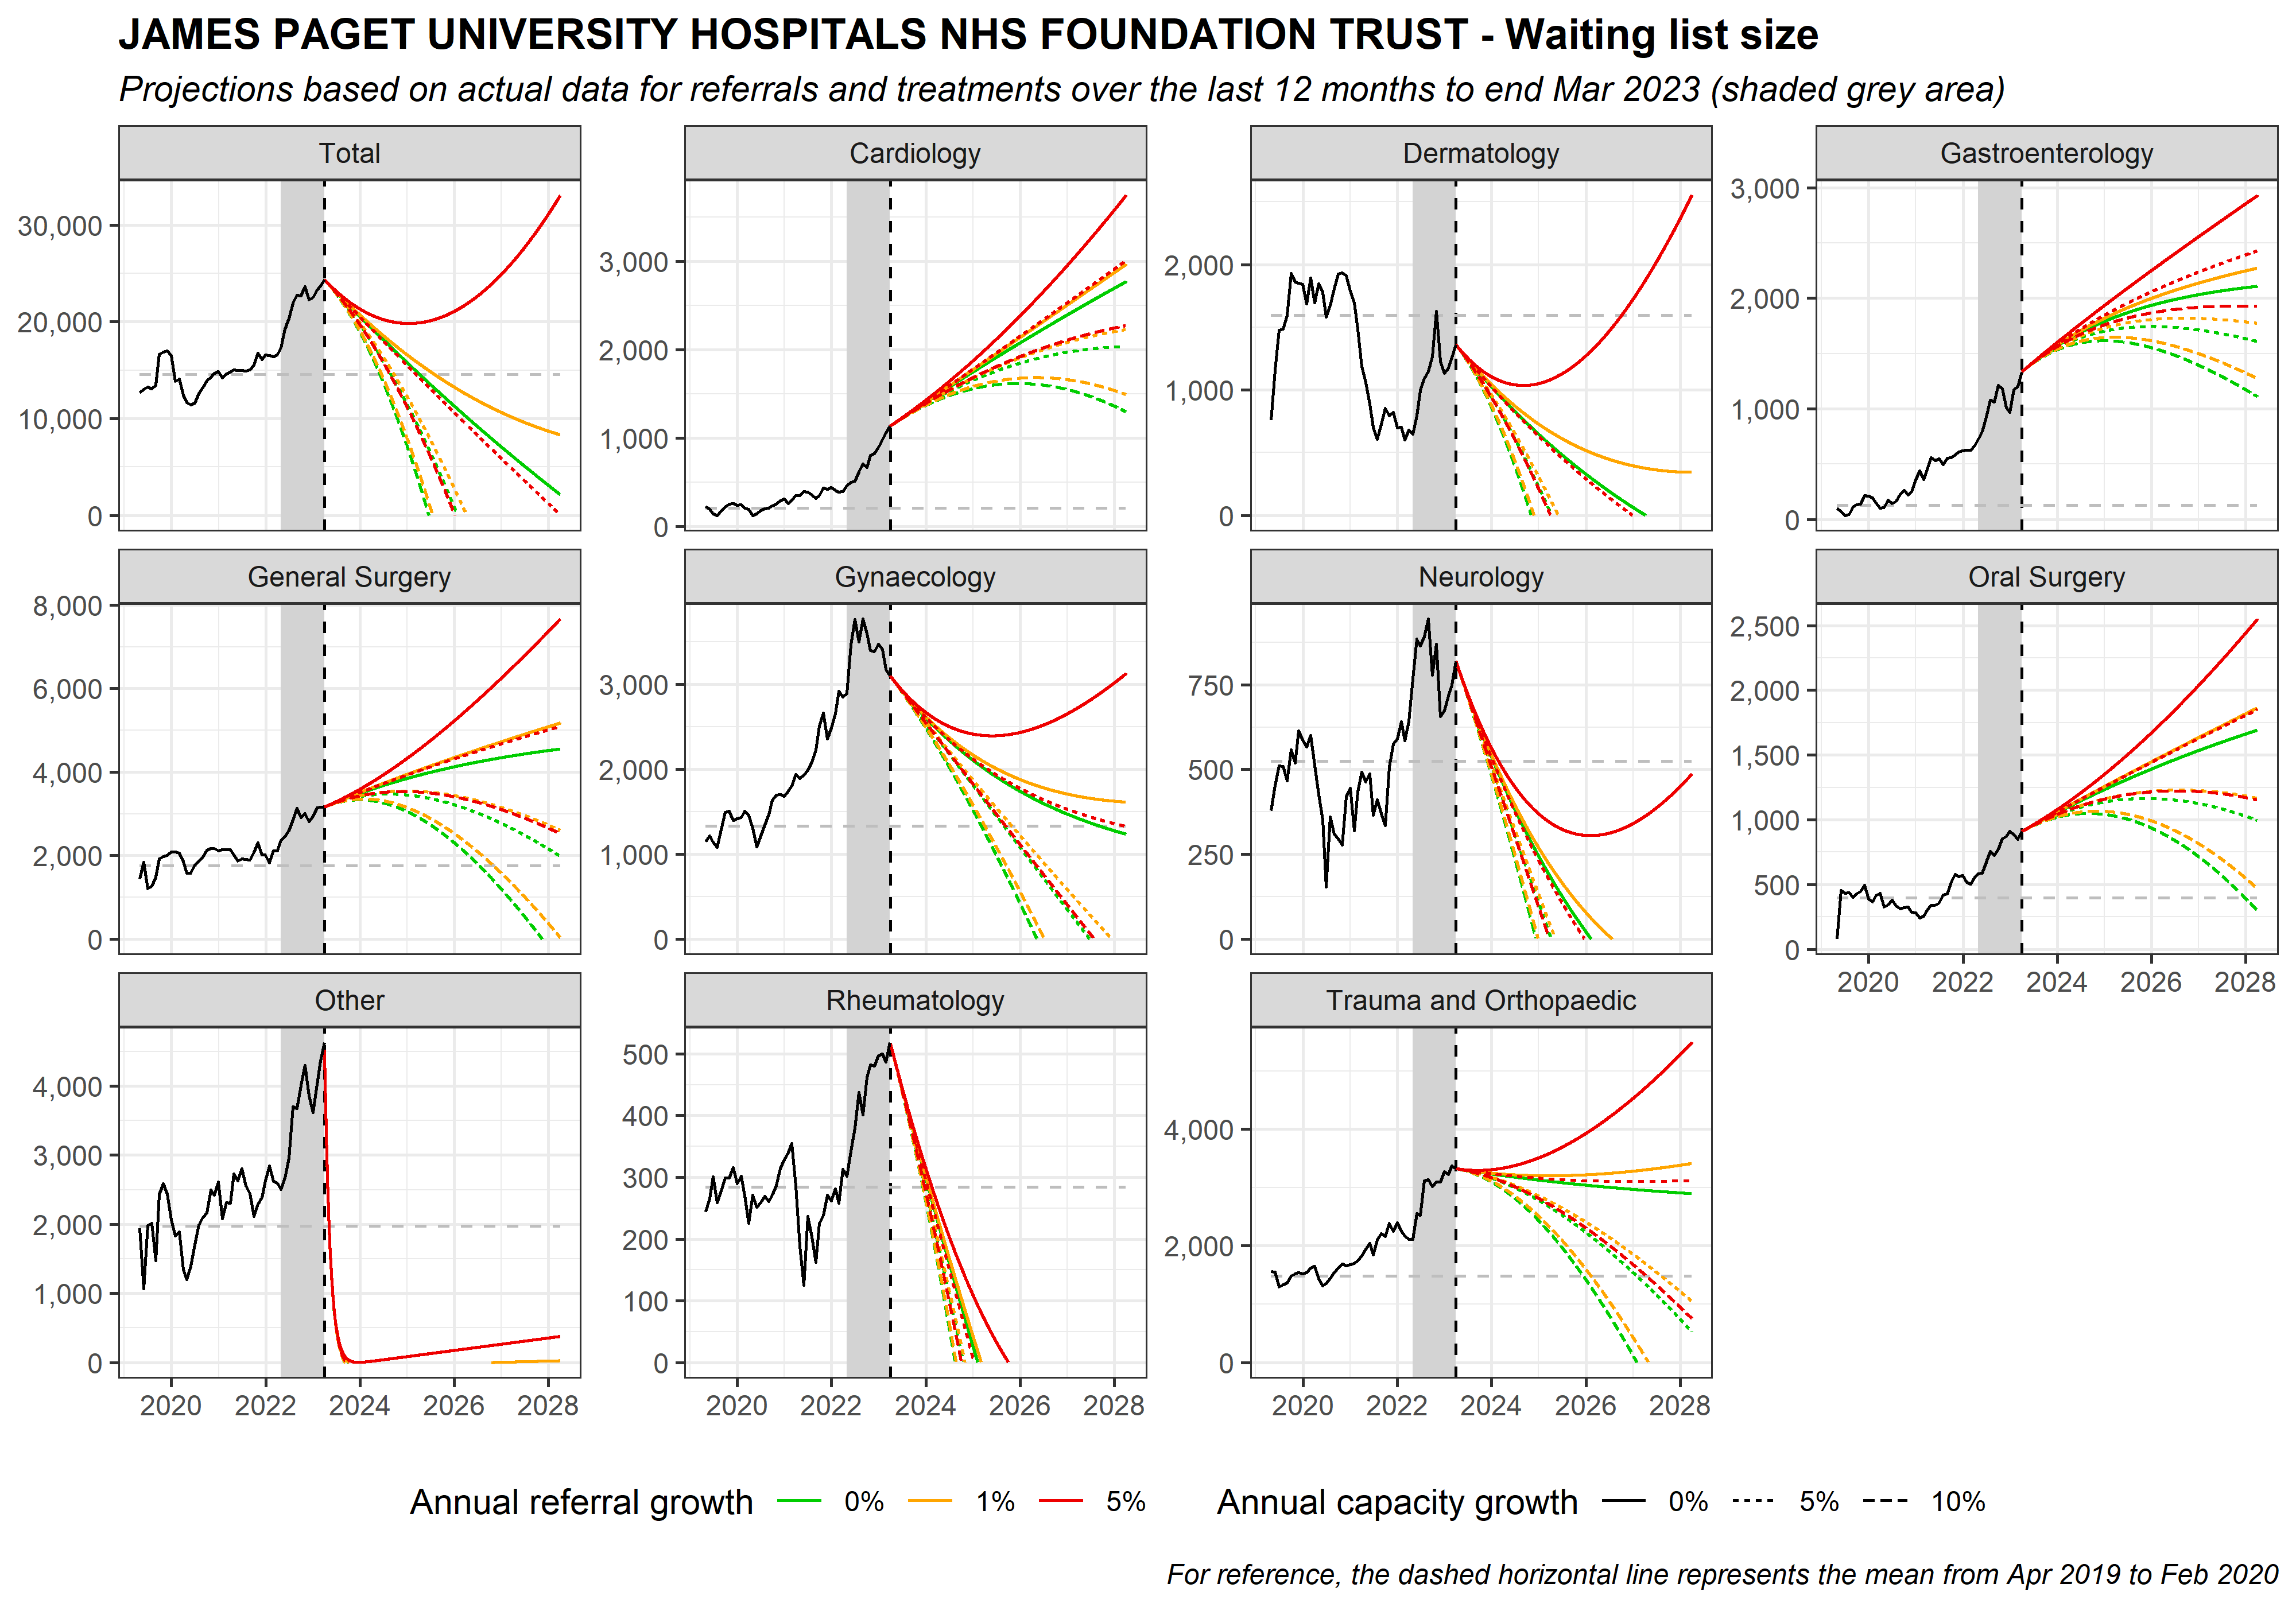 JAMES PAGET UNIVERSITY HOSPITALS NHS FOUNDATION TRUST - Waiting list size
Projections based on actual data for referrals and treatments over the last 12 months to end Mar 2023 (shaded grey area)
Total
30,000
20,000
10,000
0
Cardiology
3,000
2,000
1,000
0
Dermatology
2,000
1,000
0
Gastroenterology
3,000
2,000
1,000
0
General Surgery
8,000
6,000
4,000
2,000
0
Gynaecology
3,000
2,000
1,000
0
Neurology
750
500
250
0
Oral Surgery
2,500
2,000
1,500
1,000
500
0
2020 2022 2024 2026 2028
Other
4,000
3,000
2,000
1,000
0
2020 2022 2024 2026 2028
Rheumatology
500
400
300
200
100
0
2020 2022 2024 2026 2028
Trauma and Orthopaedic
4,000
2,000
0
2020 2022 2024 2026 2028
Annual referral growth 0% 1% 5%
Annual capacity growth 0% 5% 10%
For reference, the dashed horizontal line represents the mean from Apr 2019 to Feb 2020